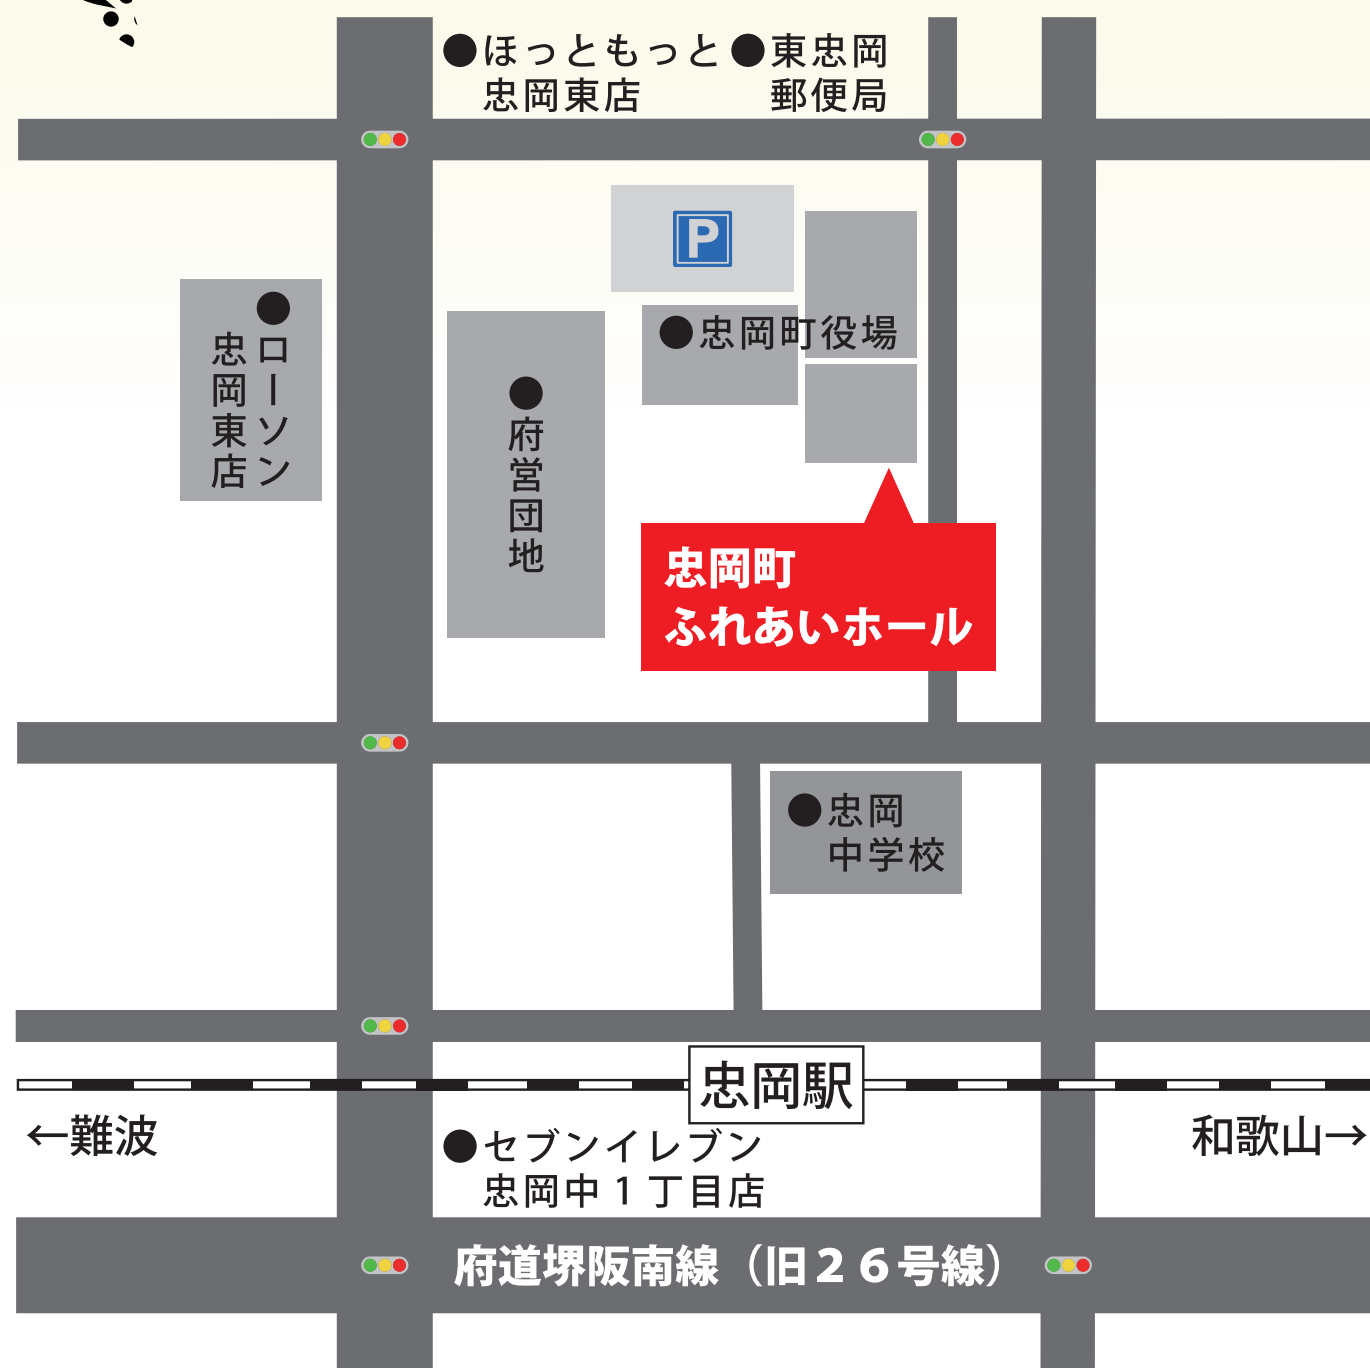 ●ほっともっと
忠岡東店
●東忠岡
郵便局
P
●ローソン
忠岡東店
●府営団地
●忠岡町役場
忠岡町
ふれあいホール
●忠岡
中学校
忠岡駅
←難波
和歌山→
●セブンイレブン
忠岡中１丁目店
府道堺阪南線（旧２６号線）